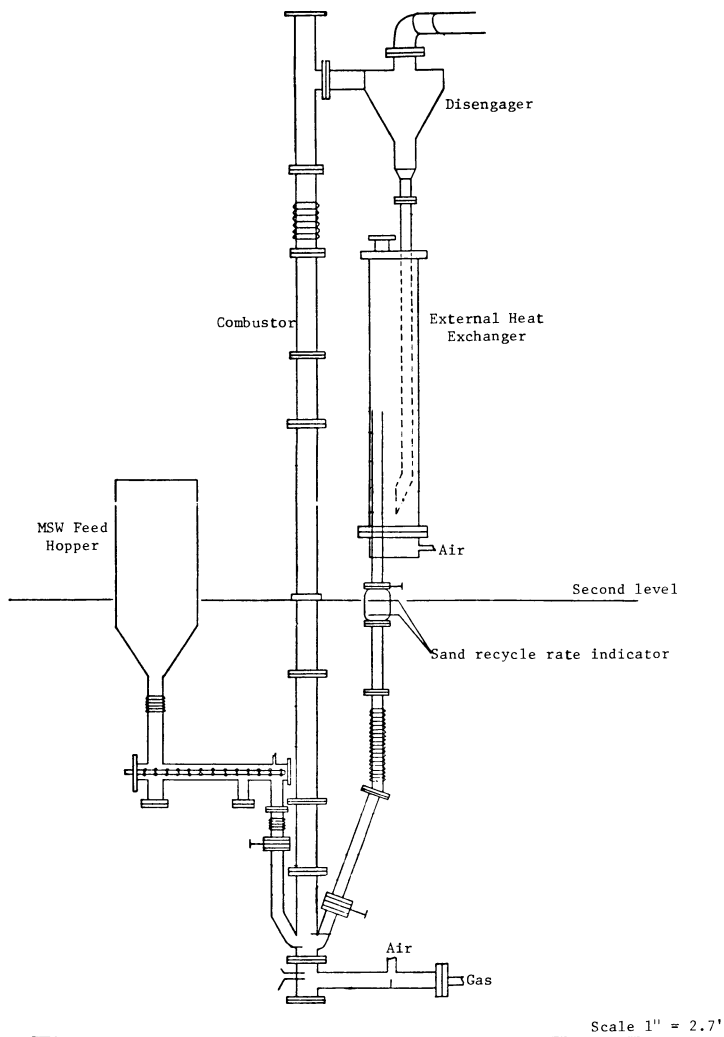 Disengager
Combustor
External Heat
Exchanger
MSW Feed
Hopper
Air
Second level
Sand recycle rate indicator
Air
Gas
Scale 1" = 2.7'